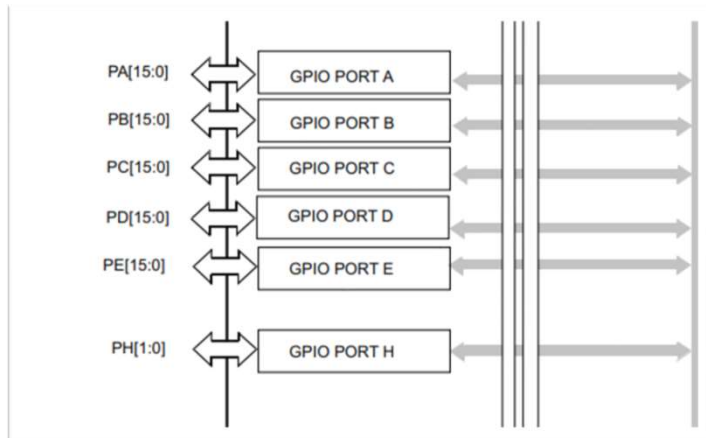 PA[15:0] GPIO PORT A
PB[15:0] GPIO PORT B
PC[15:0] GPIO PORT C
PD[15:0] GPIO PORT D
PE[15:0] GPIO PORT E
PH[1:0] GPIO PORT H